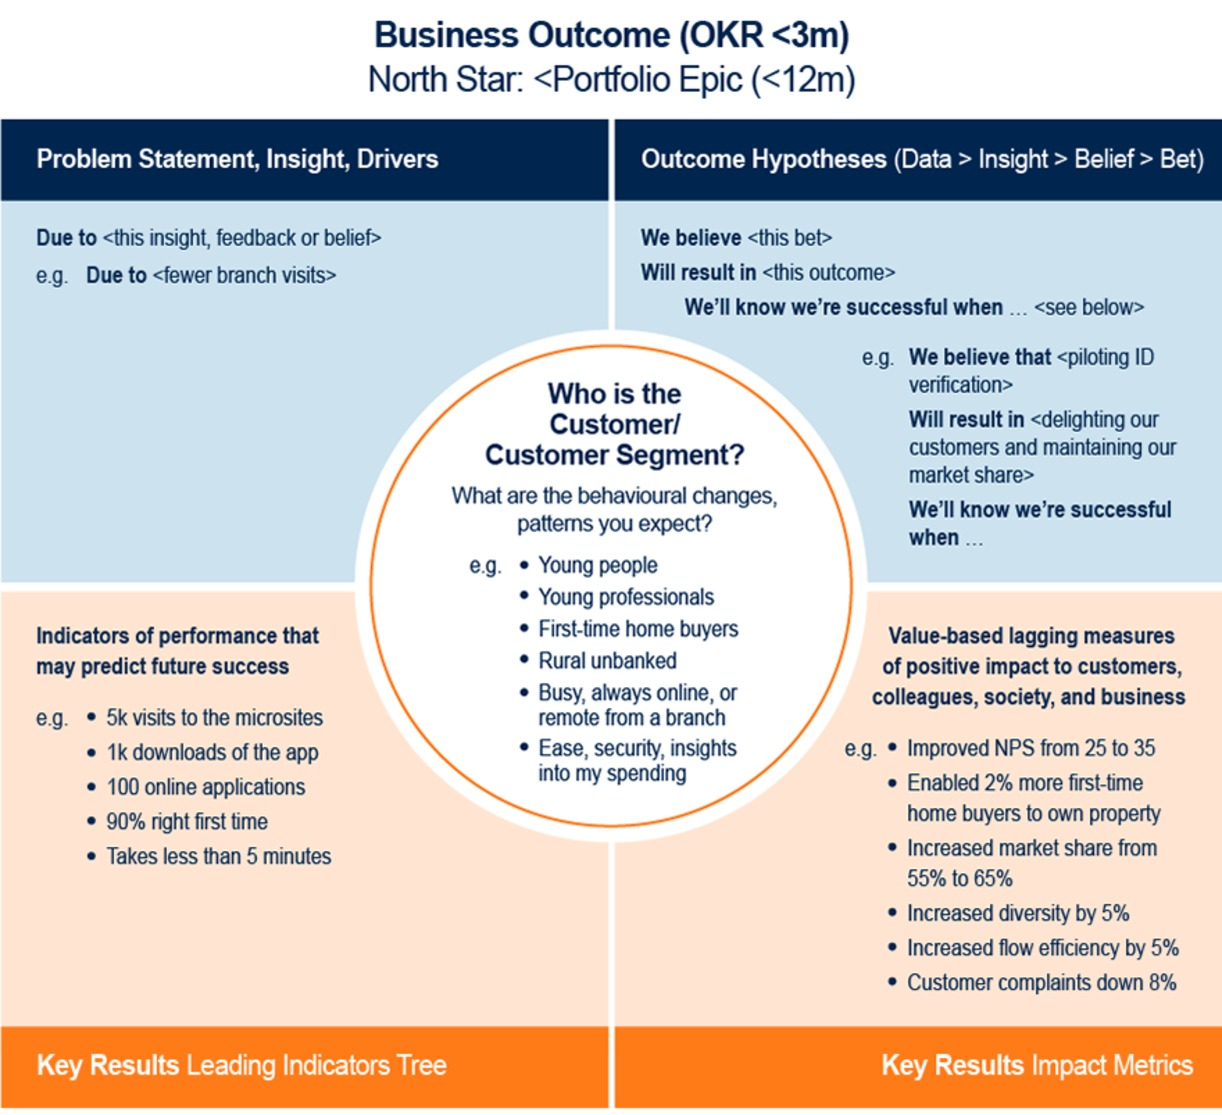 Business Outcome (OKR <3m)
North Star: <Portfolio Epic (<12m)
Problem Statement, Insight, Drivers
Due to <this insight, feedback or belief>
e.g. Due to <fewer branch visits>
Outcome Hypotheses (Data > Insight > Belief > Bet)
We believe <this bet>
Will result in <this outcome>
We'll know we're successful when … <see below>
e.g. We believe that <piloting ID
verification>
Will result in <delighting our
customers and maintaining our
market share>
We'll know we're successful
when …
Who is the
Customer/
Customer Segment?
What are the behavioural changes,
patterns you expect?
e.g. • Young people
• Young professionals
• First-time home buyers
• Rural unbanked
• Busy, always online, or
remote from a branch
• Ease, security, insights
into my spending
Indicators of performance that
may predict future success
e.g. • 5k visits to the microsites
• 1k downloads of the app
• 100 online applications
• 90% right first time
• Takes less than 5 minutes
Key Results Leading Indicators Tree
Value-based lagging measures
of positive impact to customers,
colleagues, society, and business
e.g. • Improved NPS from 25 to 35
• Enabled 2% more first-time
home buyers to own property
• Increased market share from
55% to 65%
• Increased diversity by 5%
• Increased flow efficiency by 5%
• Customer complaints down 8%
Key Results Impact Metrics